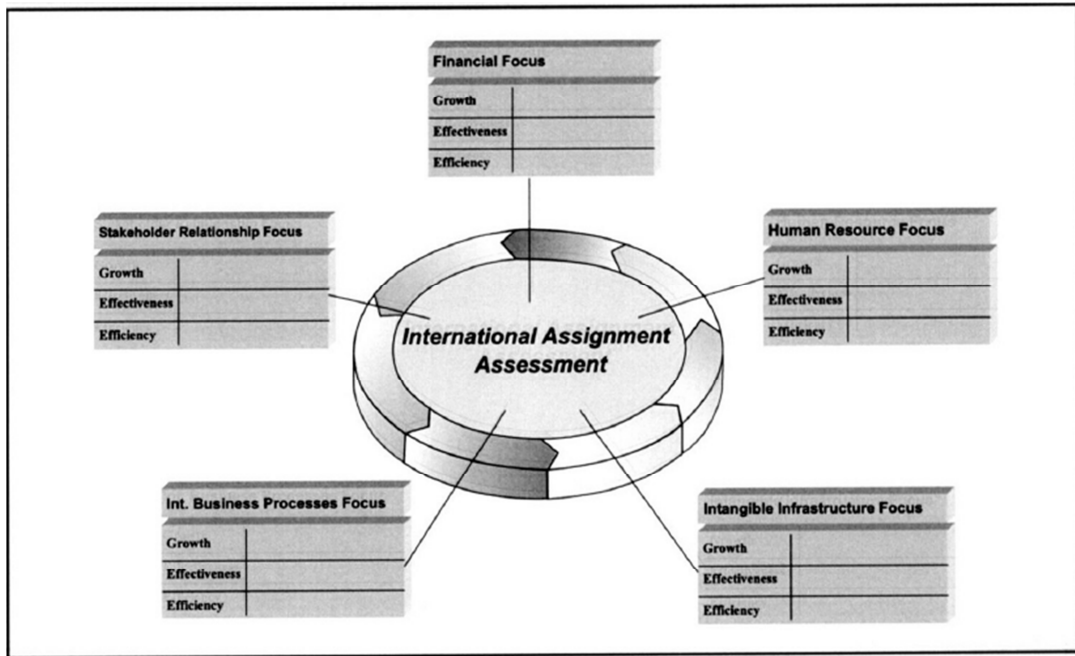 Financial Focus
Growth
Effectiveness
Efficiency
Stakeholder Relationship Focus
Growth
Effectiveness
Efficiency
Human Resource Focus
Growth
Effectiveness
Efficiency
International Assignment
Assessment
Int. Business Processes Focus
Growth
Effectiveness
Efficiency
Intangible Infrastructure Focus
Growth
Effectiveness
Efficiency